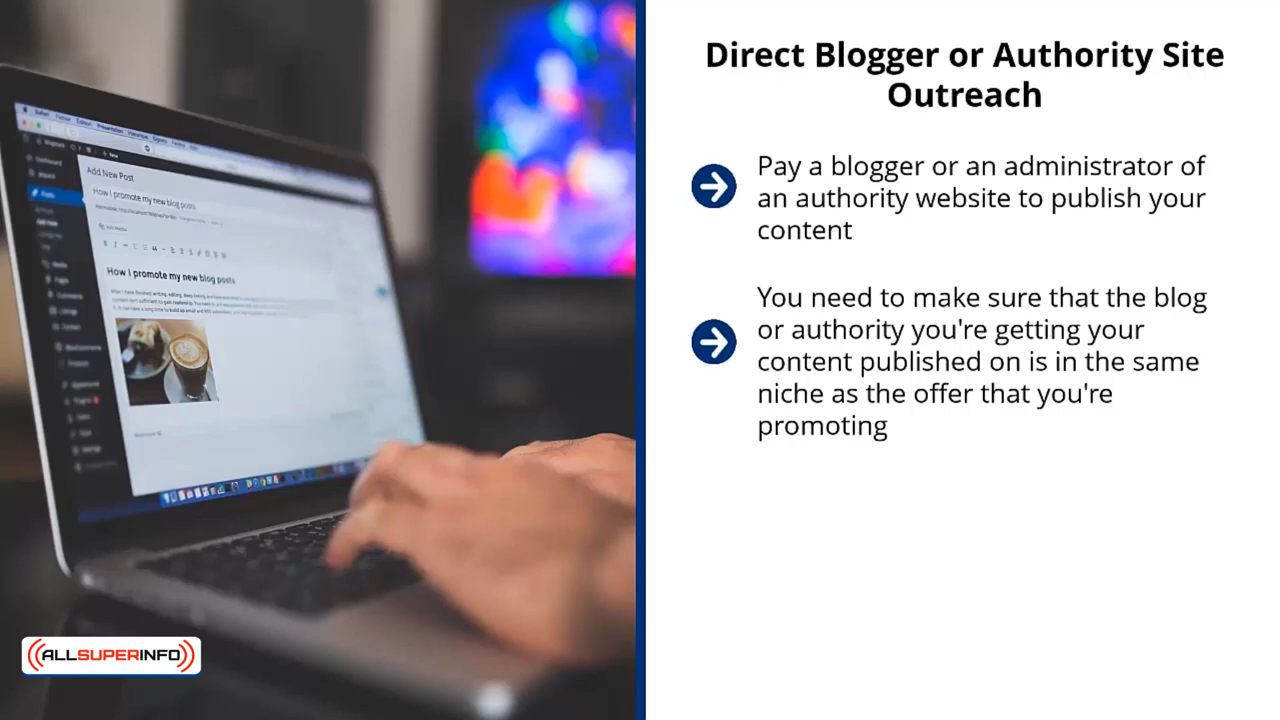 Direct Blogger or Authority Site
Outreach
Pay a blogger or an administrator of
an authority website to publish your
content
You need to make sure that the blog
or authority you're getting your
content published on is in the same
niche as the offer that you're
promoting
Add New Post
How I promote my new blog posts
How I promote my new blog posts
ALLSUPERINFO